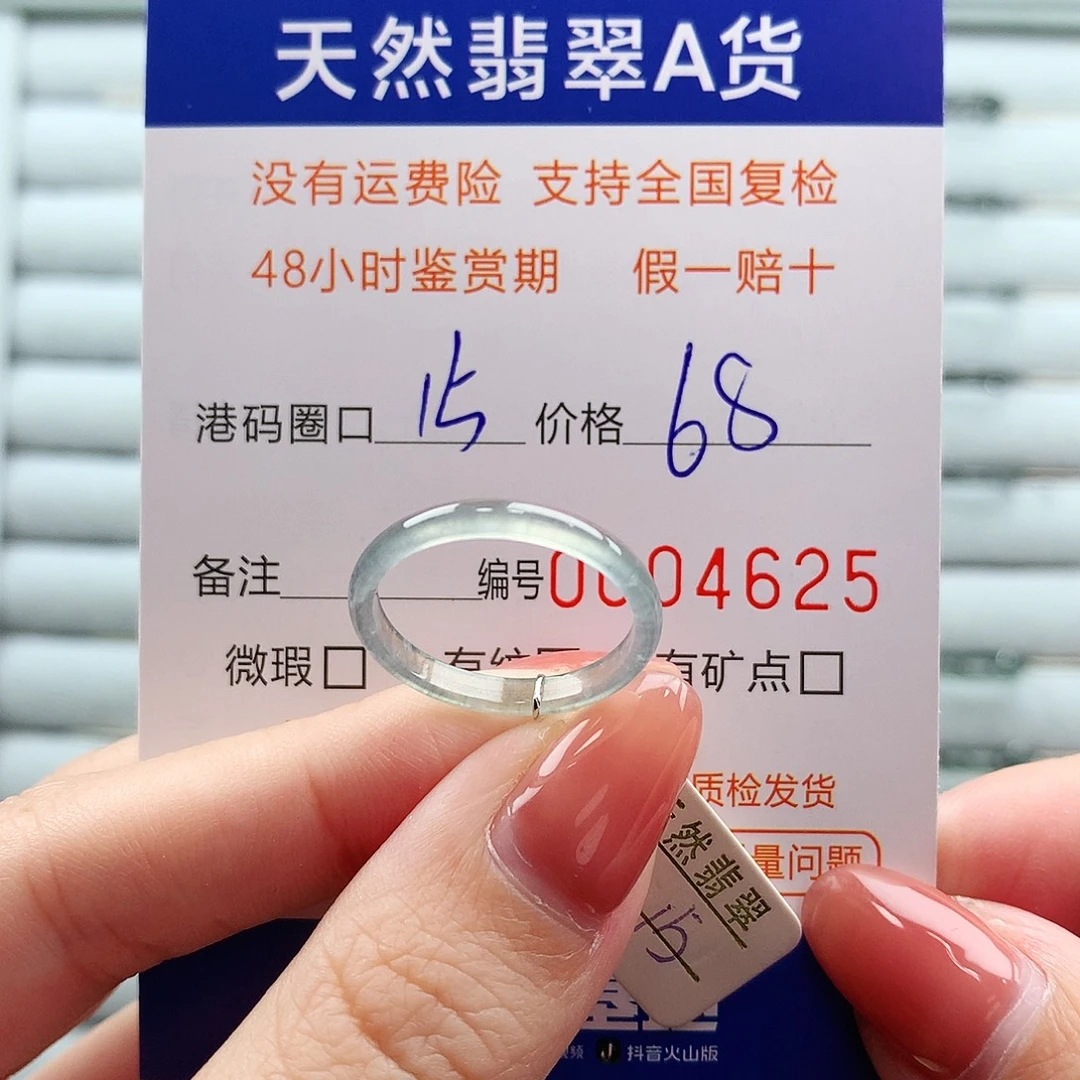 天然翡翠A货
没有运费险 支持全国复检
48小时鉴赏期 假一赔十
港码圈口 15 价格 68
备注 编号 0004625
微瑕□ 有纹 有矿点□
质检发货
量问题
然翡翠
15
抖音火山版